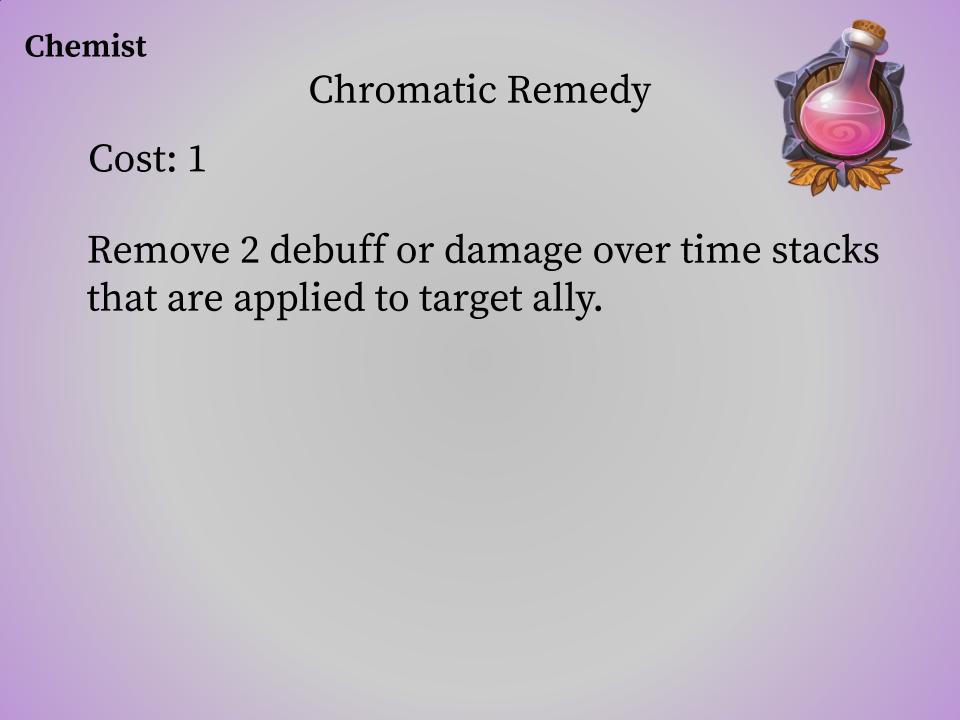 Chemist
Chromatic Remedy
Cost: 1
Remove 2 debuff or damage over time stacks
that are applied to target ally.